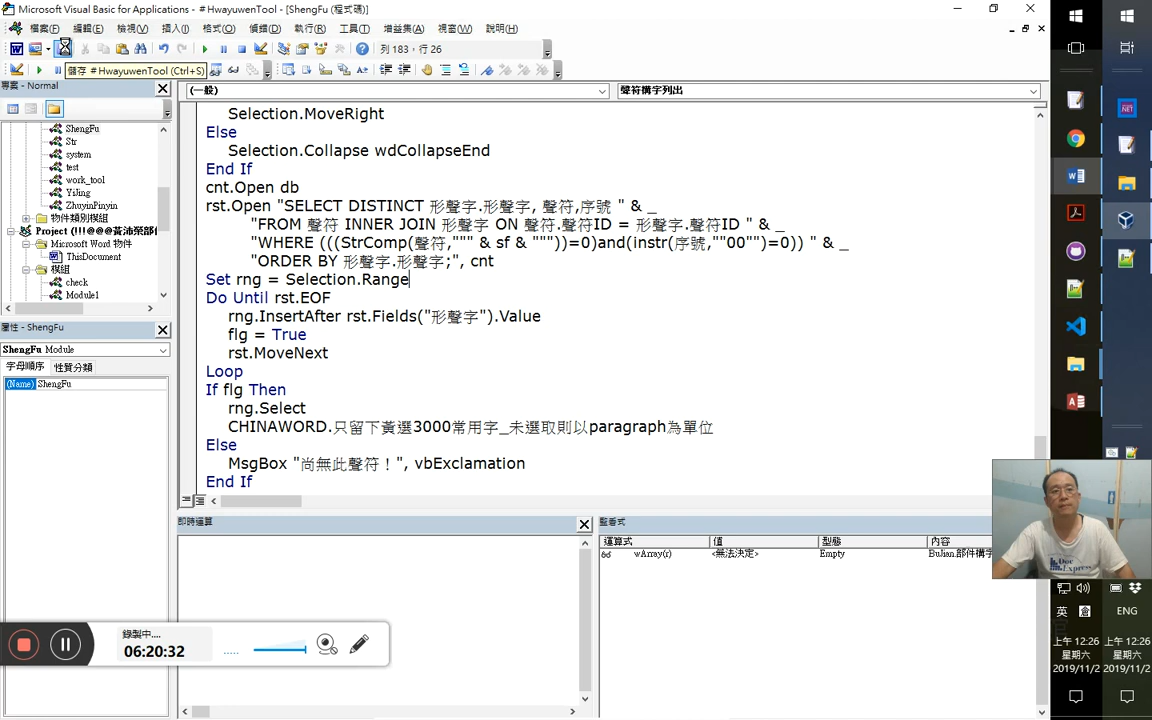 Microsoft Visual Basic for Applications - #HwayuwenTool - [ShengFu (程式碼)]
檔案(F) 編輯(E) 檢視(V) 插入(I) 格式(O) 偵錯(D) 執行(R) 工具(T) 增益集(A) 視窗(W) 說明(H)
列 183，行 26
儲存 #HwayuwenTool (Ctrl+S)
專案 - Normal
ShengFu
Str
system
test
work_tool
YiJing
ZhuyinPinyin
物件類別模組
Project (!!!@@@黃沛榮部
Microsoft Word 物件
ThisDocument
模組
check
Module1
屬性 - ShengFu
ShengFu Module
字母順序 性質分類
(Name) ShengFu
(一般)
聲符構字列出
Selection.MoveRight
Else
Selection.Collapse wdCollapseEnd
End If
cnt.Open db
rst.Open "SELECT DISTINCT 形聲字.形聲字, 聲符,序號 " & _
"FROM 聲符 INNER JOIN 形聲字 ON 聲符.聲符ID = 形聲字.聲符ID " & _
"WHERE (((StrComp(聲符,""" & sf & """))=0)and(instr(序號,""00"")=0)) " & _
"ORDER BY 形聲字.形聲字;", cnt
Set rng = Selection.Range
Do Until rst.EOF
rng.InsertAfter rst.Fields("形聲字").Value
flg = True
rst.MoveNext
Loop
If flg Then
rng.Select
CHINAWORD.只留下黃選3000常用字_未選取則以paragraph為單位
Else
MsgBox "尚無此聲符！", vbExclamation
End If
即時運算
監看式
運算式 值 型態 內容
wArray(r) <無法決定> Empty BuJian.部件構字
錄製中....
06:20:32
英 倉 ENG
上午 12:26 上午 12:26
星期六 星期六
2019/11/2 2019/11/2